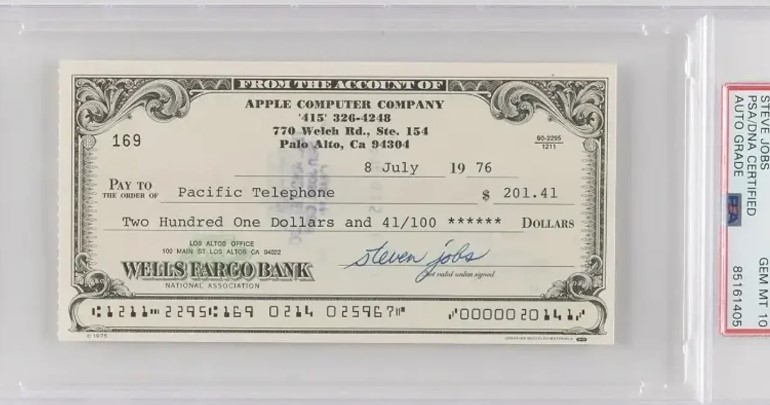 FROM THE ACCOUNT OF
APPLE COMPUTER COMPANY
'415' 326-4248
770 Welch Rd., Ste. 154
Palo Alto, Ca 94304
169
90-2295
1211
8 July 19 76
PAY TO
THE ORDER OF Pacific Telephone $ 201.41
Two Hundred One Dollars and 41/100 ****** DOLLARS
LOS ALTOS OFFICE
100 MAIN ST. LOS ALTOS, CA 94022
WELLS FARGO BANK
NATIONAL ASSOCIATION
steven jobs
not valid unless signed
⑆1211⑉2295⑆169 0214 025967⑈ ⑇0000020141⑇
© 1975
STEVE JOBS
PSA/DNA CERTIFIED
AUTO GRADE
GEM MT 10
PSA
85161405